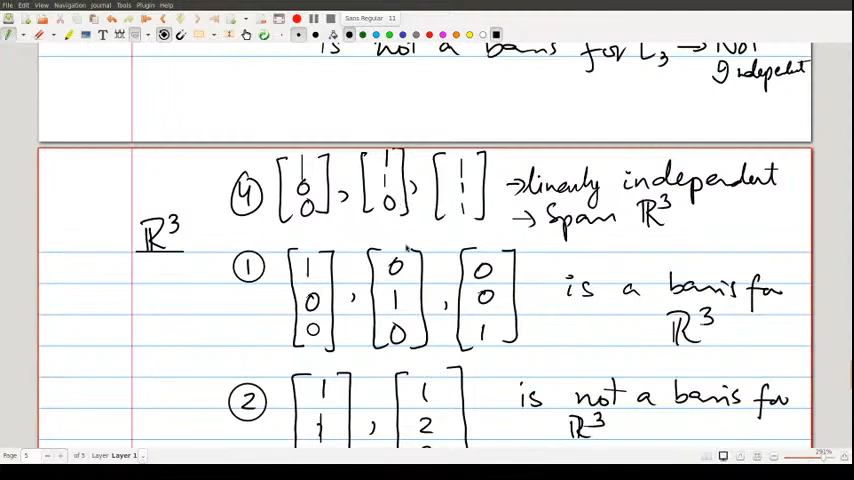 File Edit View Navigation Journal Tools Plugin Help
Sans Regular 11
is not a basis for → Not
④ [1 0 0], [1 1 0], [1 1 1] → linearly independent
→ Span ℝ³
ℝ³
① [1 0 0], [0 1 0], [0 0 1] is a basis for
ℝ³
② [1 1, [1 2 is not a basis for
ℝ³
Page 5 of 5 Layer Layer 1 291%